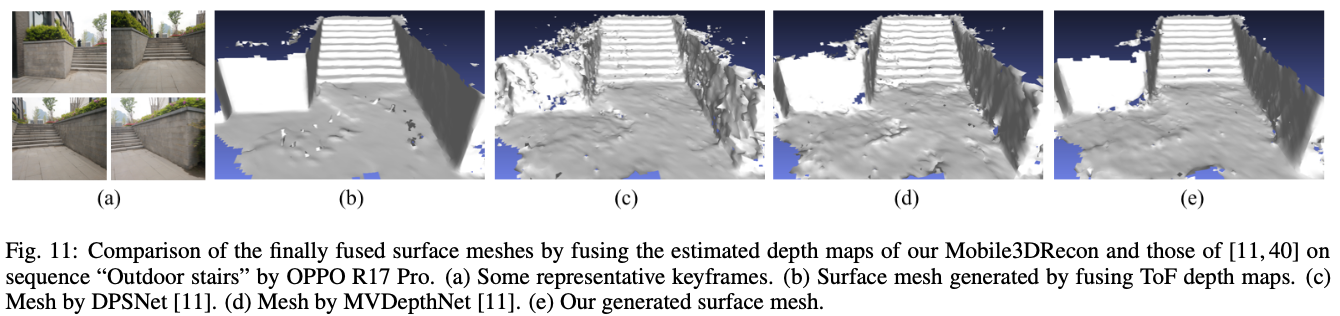 (a)
(b)
(c)
(d)
(e)
Fig. 11: Comparison of the finally fused surface meshes by fusing the estimated depth maps of our Mobile3DRecon and those of [11, 40] on
sequence “Outdoor stairs” by OPPO R17 Pro. (a) Some representative keyframes. (b) Surface mesh generated by fusing ToF depth maps. (c)
Mesh by DPSNet [11]. (d) Mesh by MVDepthNet [11]. (e) Our generated surface mesh.